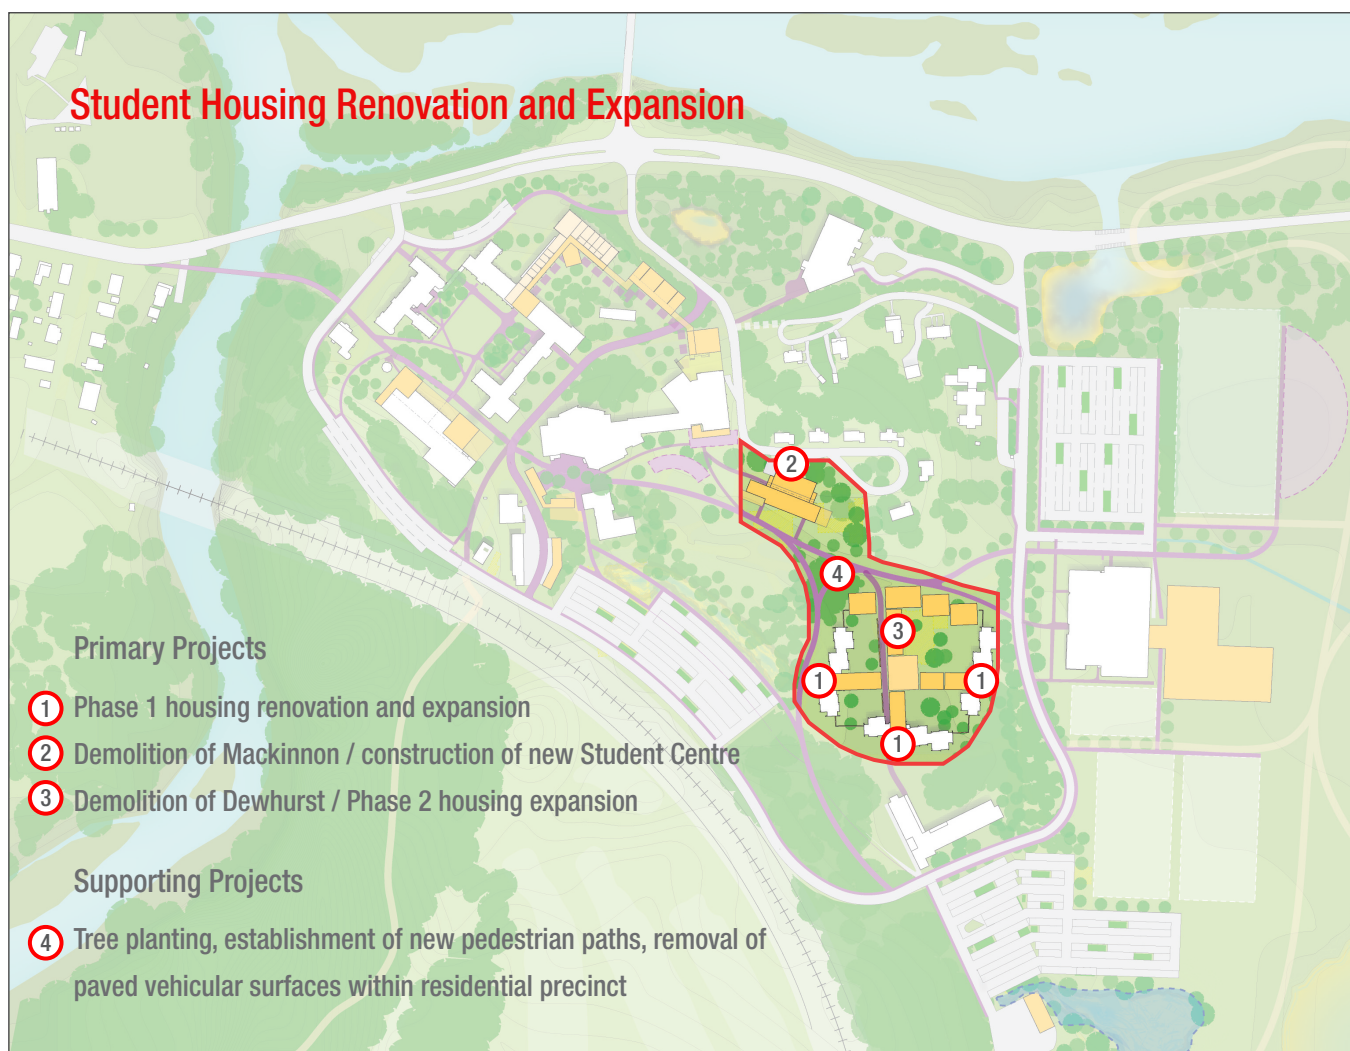 Student Housing Renovation and Expansion
2
4
3
1
1
1
Primary Projects
1 Phase 1 housing renovation and expansion
2 Demolition of Mackinnon / construction of new Student Centre
3 Demolition of Dewhurst / Phase 2 housing expansion
Supporting Projects
4 Tree planting, establishment of new pedestrian paths, removal of
paved vehicular surfaces within residential precinct